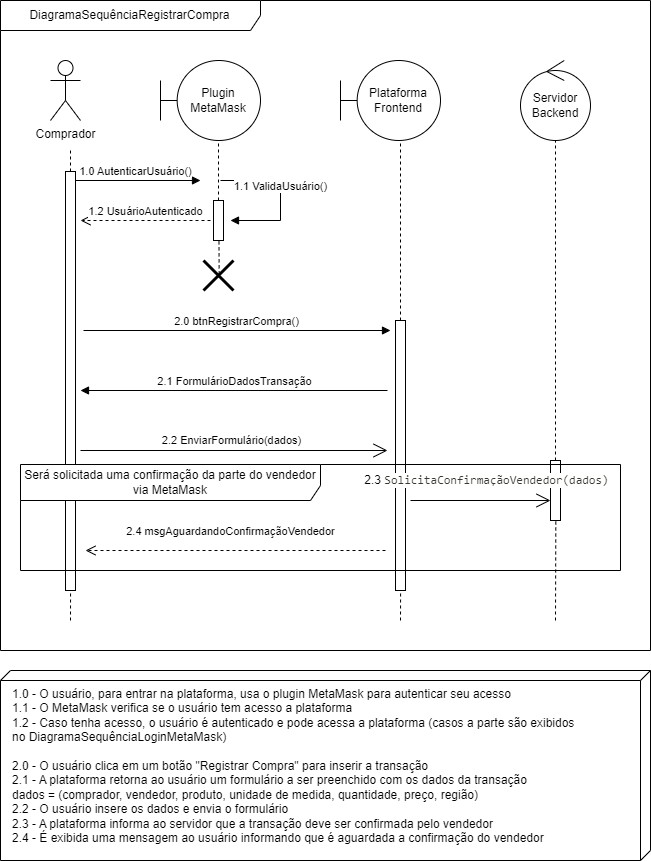 DiagramaSequênciaRegistrarCompra
Plugin
MetaMask
Plataforma
Frontend
Servidor
Backend
Comprador
1.0 AutenticarUsuário()
1.1 ValidaUsuário()
1.2 UsuárioAutenticado
2.0 btnRegistrarCompra()
2.1 FormulárioDadosTransação
2.2 EnviarFormulário(dados)
Será solicitada uma confirmação da parte do vendedor
via MetaMask
2.3 SolicitaConfirmaçãoVendedor(dados)
2.4 msgAguardandoConfirmaçãoVendedor
1.0 - O usuário, para entrar na plataforma, usa o plugin MetaMask para autenticar seu acesso
1.1 - O MetaMask verifica se o usuário tem acesso a plataforma
1.2 - Caso tenha acesso, o usuário é autenticado e pode acessa a plataforma (casos a parte são exibidos
no DiagramaSequênciaLoginMetaMask)
2.0 - O usuário clica em um botão "Registrar Compra" para inserir a transação
2.1 - A plataforma retorna ao usuário um formulário a ser preenchido com os dados da transação
dados = (comprador, vendedor, produto, unidade de medida, quantidade, preço, região)
2.2 - O usuário insere os dados e envia o formulário
2.3 - A plataforma informa ao servidor que a transação deve ser confirmada pelo vendedor
2.4 - É exibida uma mensagem ao usuário informando que é aguardada a confirmação do vendedor